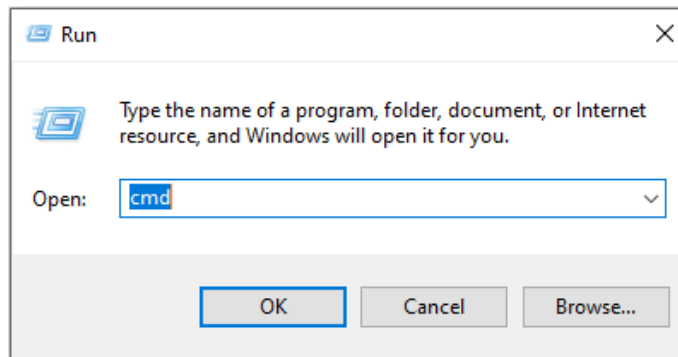 Run
Type the name of a program, folder, document, or Internet
resource, and Windows will open it for you.
Open: cmd
OK Cancel Browse...